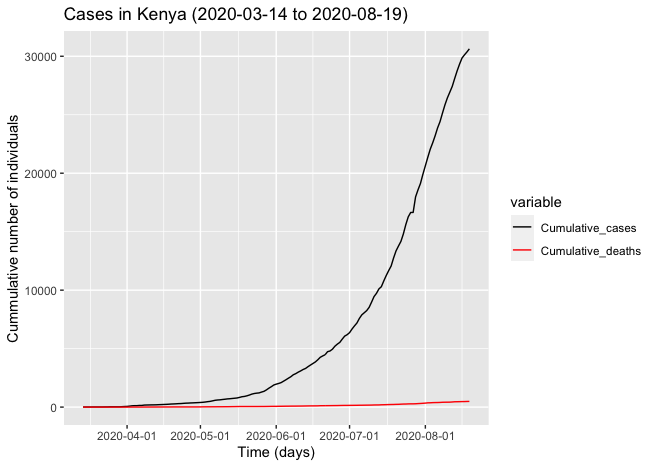 Cases in Kenya (2020-03-14 to 2020-08-19)
Cummulative number of individuals
30000
20000
10000
0
2020-04-01 2020-05-01 2020-06-01 2020-07-01 2020-08-01
Time (days)
variable
Cumulative_cases
Cumulative_deaths